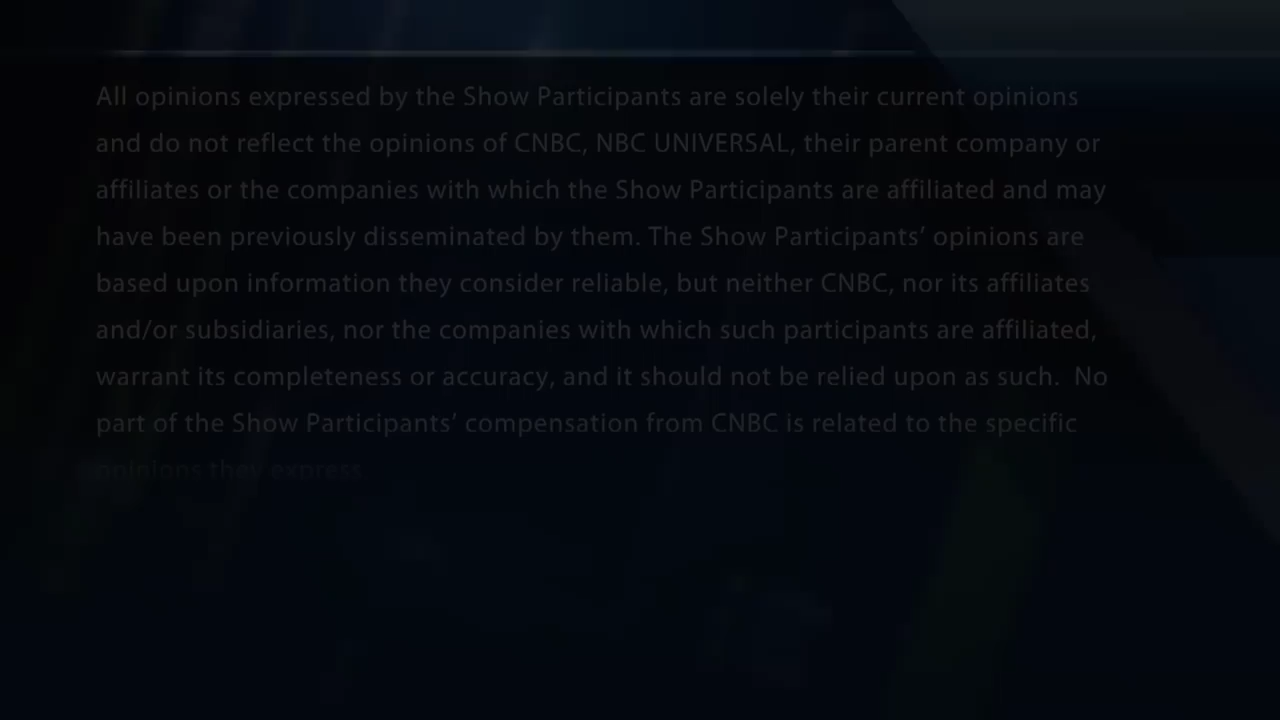 All opinions expressed by the Show Participants are solely their current opinions
and do not reflect the opinions of CNBC, NBC UNIVERSAL, their parent company or
affiliates or the companies with which the Show Participants are affiliated and may
have been previously disseminated by them. The Show Participants’ opinions are
based upon information they consider reliable, but neither CNBC, nor its affiliates
and/or subsidiaries, nor the companies with which such participants are affiliated,
warrant its completeness or accuracy, and it should not be relied upon as such.  No
part of the Show Participants’ compensation from CNBC is related to the specific
opinions they express